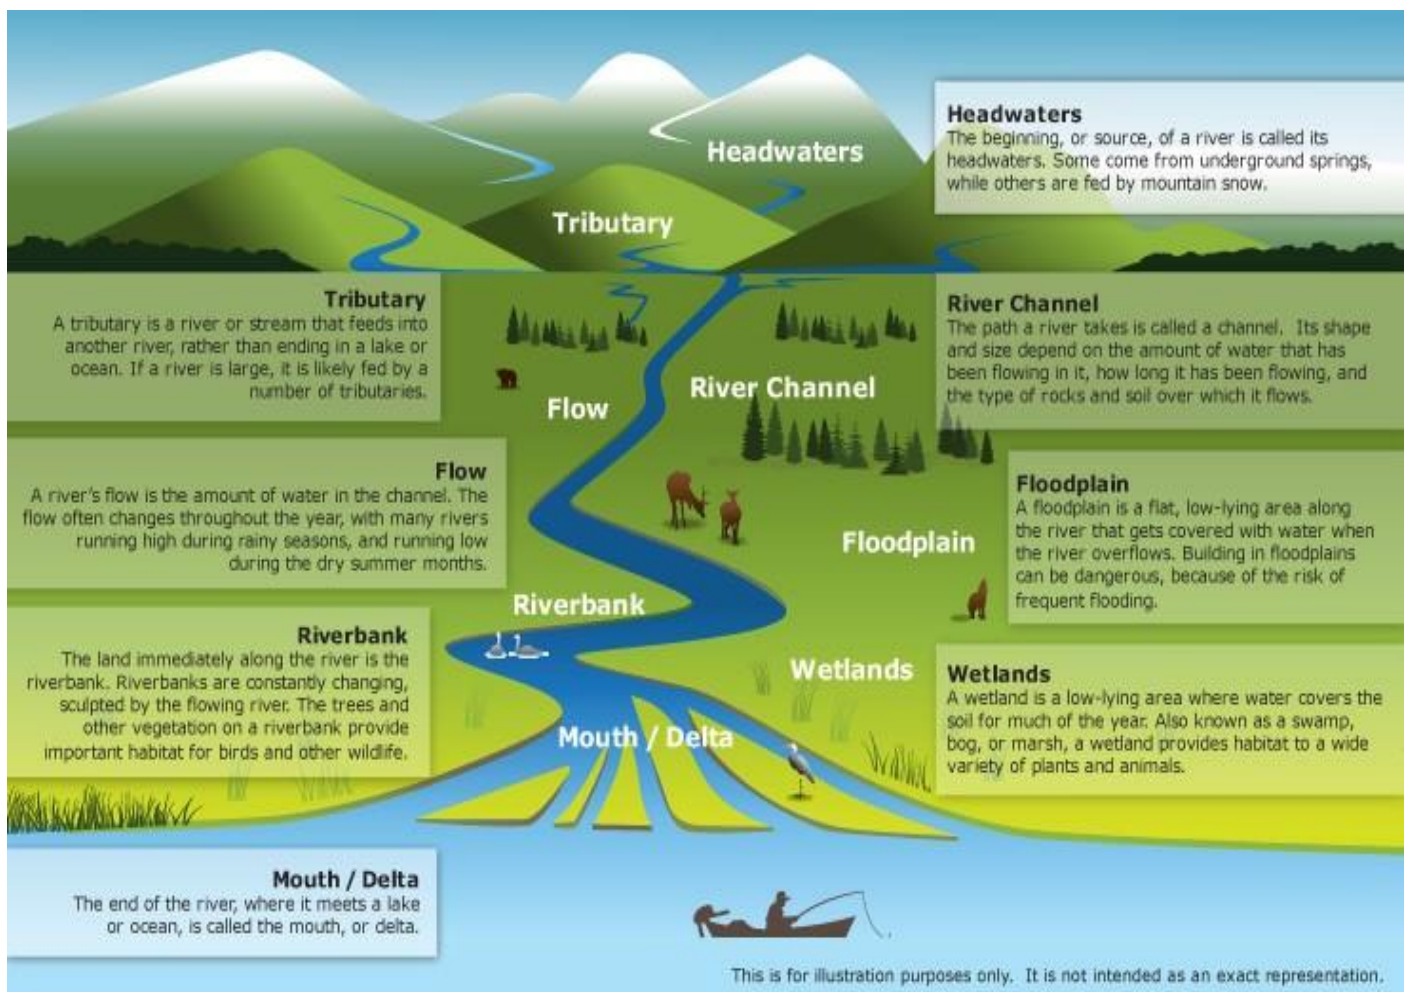 Headwaters
The beginning, or source, of a river is called its
headwaters. Some come from underground springs,
while others are fed by mountain snow.
Headwaters
Tributary
Tributary
A tributary is a river or stream that feeds into
another river, rather than ending in a lake or
ocean. If a river is large, it is likely fed by a
number of tributaries.
River Channel
The path a river takes is called a channel. Its shape
and size depend on the amount of water that has
been flowing in it, how long it has been flowing, and
the type of rocks and soil over which it flows.
River Channel
Flow
Flow
A river's flow is the amount of water in the channel. The
flow often changes throughout the year, with many rivers
running high during rainy seasons, and running low
during the dry summer months.
Floodplain
A floodplain is a flat, low-lying area along
the river that gets covered with water when
the river overflows. Building in floodplains
can be dangerous, because of the risk of
frequent flooding.
Floodplain
Riverbank
Riverbank
The land immediately along the river is the
riverbank. Riverbanks are constantly changing,
sculpted by the flowing river. The trees and
other vegetation on a riverbank provide
important habitat for birds and other wildlife.
Wetlands
Wetlands
A wetland is a low-lying area where water covers the
soil for much of the year. Also known as a swamp,
bog, or marsh, a wetland provides habitat to a wide
variety of plants and animals.
Mouth / Delta
Mouth / Delta
The end of the river, where it meets a lake
or ocean, is called the mouth, or delta.
This is for illustration purposes only. It is not intended as an exact representation.